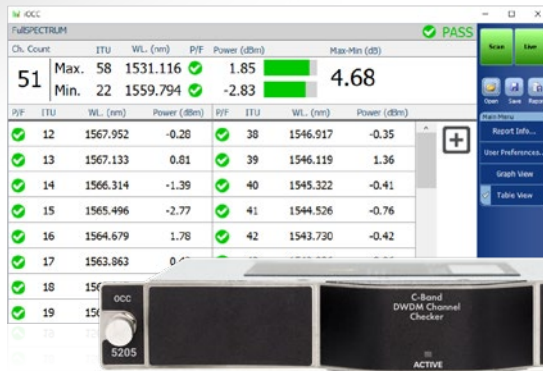 rOCC
FullSPECTRUM PASS
Ch. Count ITU WL. (nm) P/F Power (dBm) Max-Min (dB)
51 Max. 58 1531.116 1.85 4.68
Min. 22 1559.794 -2.83
P/F ITU WL. (nm) Power (dBm) P/F ITU WL. (nm) Power (dBm)
12 1567.952 -0.28 38 1546.917 -0.35
13 1567.133 0.81 39 1546.119 1.36
14 1566.314 -1.39 40 1545.322 -0.41
15 1565.496 -2.77 41 1544.526 -0.76
16 1564.679 1.78 42 1543.730 -0.42
17 1563.863
18
19
Scan Live
Open Save
Main Menu
Report Info...
User Preferences...
Graph View
Table View
OCC
5205
C-Band
DWDM Channel
Checker
ACTIVE